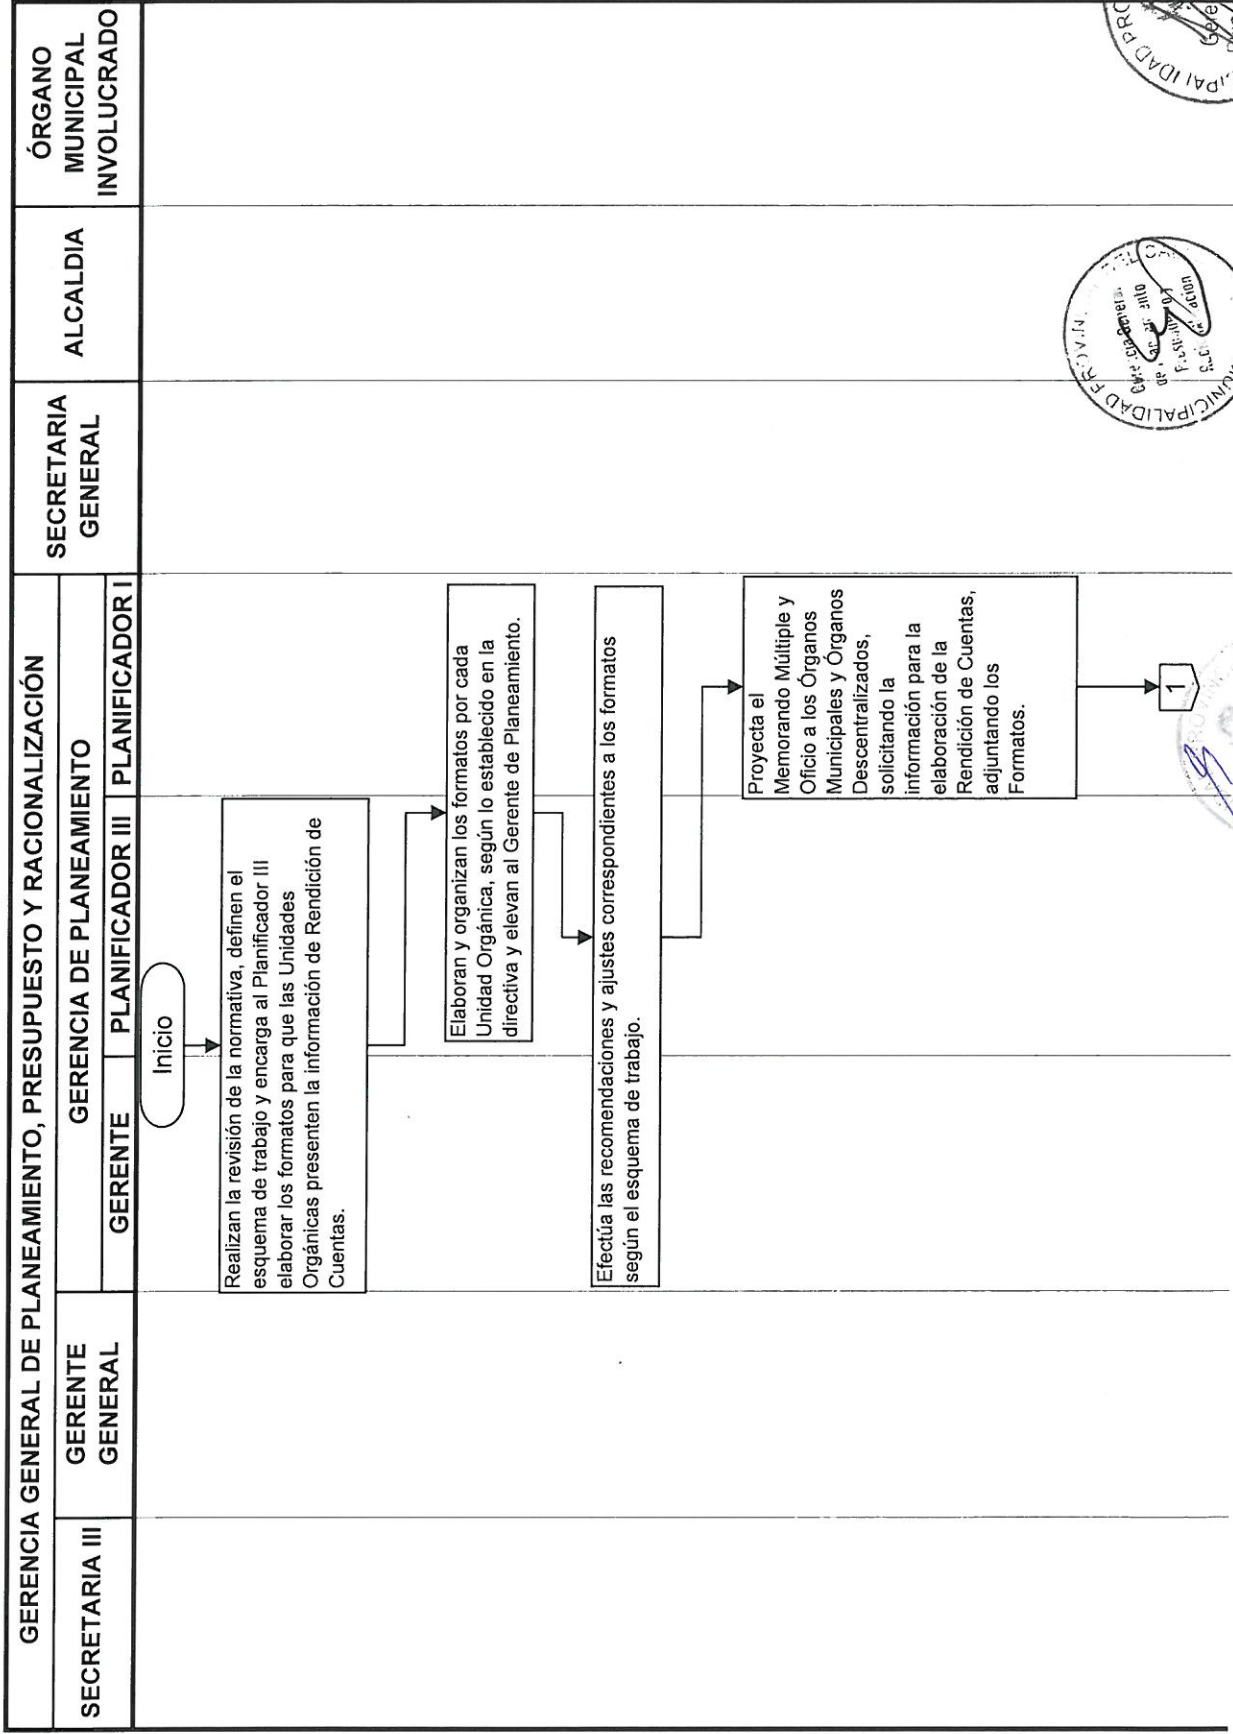 GERENCIA GENERAL DE PLANEAMIENTO, PRESUPUESTO Y RACIONALIZACIÓN
SECRETARIA III
GERENTE
GENERAL
GERENCIA DE PLANEAMIENTO
GERENTE
PLANIFICADOR III
PLANIFICADOR I
SECRETARIA
GENERAL
ALCALDIA
ÓRGANO
MUNICIPAL
INVOLUCRADO
Inicio
Realizan la revisión de la normativa, definen el
esquema de trabajo y encarga al Planificador III
elaborar los formatos para que las Unidades
Orgánicas presenten la información de Rendición de
Cuentas.
Elaboran y organizan los formatos por cada
Unidad Orgánica, según lo establecido en la
directiva y elevan al Gerente de Planeamiento.
Efectúa las recomendaciones y ajustes correspondientes a los formatos
según el esquema de trabajo.
Proyecta el
Memorando Múltiple y
Oficio a los Órganos
Municipales y Órganos
Descentralizados,
solicitando la
información para la
elaboración de la
Rendición de Cuentas,
adjuntando los
Formatos.
1
MUNICIPALIDAD